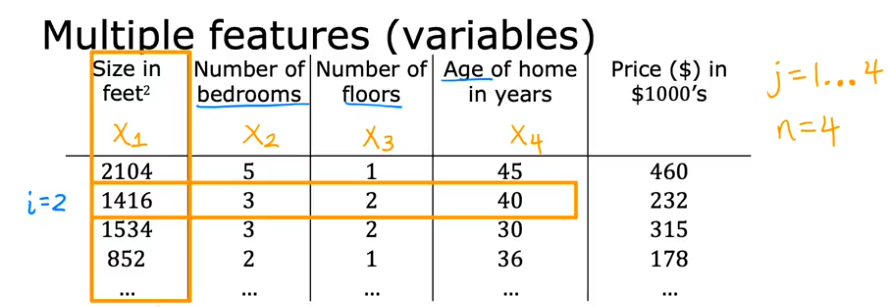 Multiple features (variables)
Size in feet² Number of bedrooms Number of floors Age of home in years Price ($) in $1000's j=1...4
X₁ X₂ X₃ X₄ n=4
2104 5 1 45 460
i=2 1416 3 2 40 232
1534 3 2 30 315
852 2 1 36 178
... ... ... ... ...